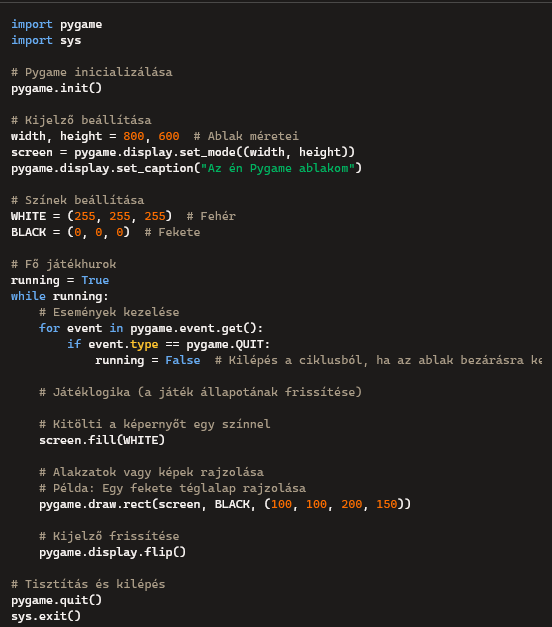 import pygame
import sys
# Pygame inicializálása
pygame.init()
# Kijelző beállítása
width, height = 800, 600  # Ablak méretei
screen = pygame.display.set_mode((width, height))
pygame.display.set_caption("Az én Pygame ablakom")
# Színek beállítása
WHITE = (255, 255, 255)  # Fehér
BLACK = (0, 0, 0)  # Fekete
# Fő játékhurok
running = True
while running:
    # Események kezelése
    for event in pygame.event.get():
        if event.type == pygame.QUIT:
            running = False  # Kilépés a ciklusból, ha az ablak bezárásra ke
    # Játéklogika (a játék állapotának frissítése)
    # Kitölti a képernyőt egy színnel
    screen.fill(WHITE)
    # Alakzatok vagy képek rajzolása
    # Példa: Egy fekete téglalap rajzolása
    pygame.draw.rect(screen, BLACK, (100, 100, 200, 150))
    # Kijelző frissítése
    pygame.display.flip()
# Tisztítás és kilépés
pygame.quit()
sys.exit()